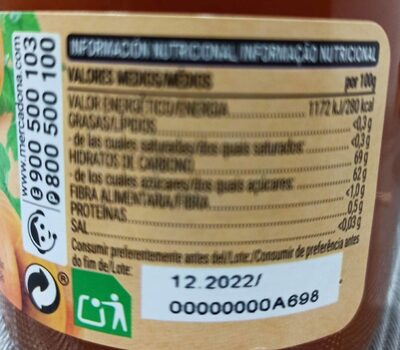 INFORMACIÓN NUTRICIONAL/INFORMAÇÃO NUTRICIONAL
VALORES MEDIOS/MÉDIOS por 100g
VALOR ENERGÉTICO/ENERGIA 1172 kJ/280 kcal
GRASAS/LÍPIDOS <0,3 g
- de las cuales saturadas/dos quais saturados: <0,3 g
HIDRATOS DE CARBONO 69 g
- de los cuales azúcares/dos quais açúcares: 62 g
FIBRA ALIMENTARIA/FIBRA <1,0 g
PROTEÍNAS 0,5 g
SAL <0,03 g
Consumir preferentemente antes del/Lote:/Consumir de preferência antes
do fim de/Lote:
12.2022/
00000000A698
www.mercadona.com
E 900 500 103
P 800 500 100
®